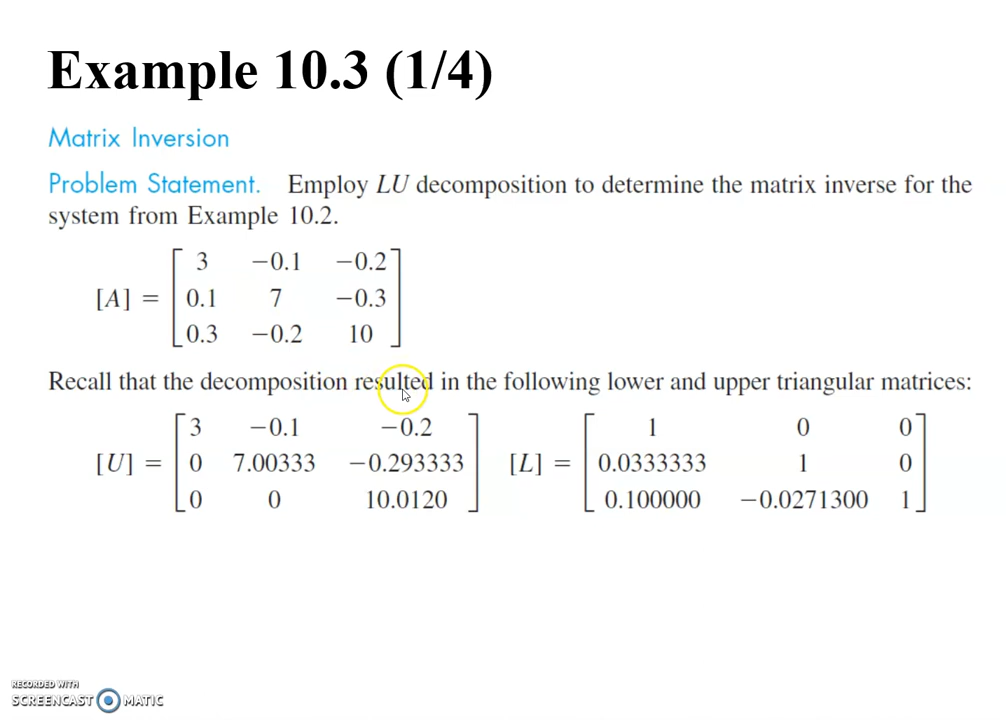 Example 10.3 (1/4)
Matrix Inversion
Problem Statement. Employ LU decomposition to determine the matrix inverse for the
system from Example 10.2.
3 −0.1 −0.2
[A] = 0.1 7 −0.3
0.3 −0.2 10
Recall that the decomposition resulted in the following lower and upper triangular matrices:
3 −0.1 −0.2 1 0 0
[U] = 0 7.00333 −0.293333 [L] = 0.0333333 1 0
0 0 10.0120 0.100000 −0.0271300 1
RECORDED WITH
SCREENCAST MATIC